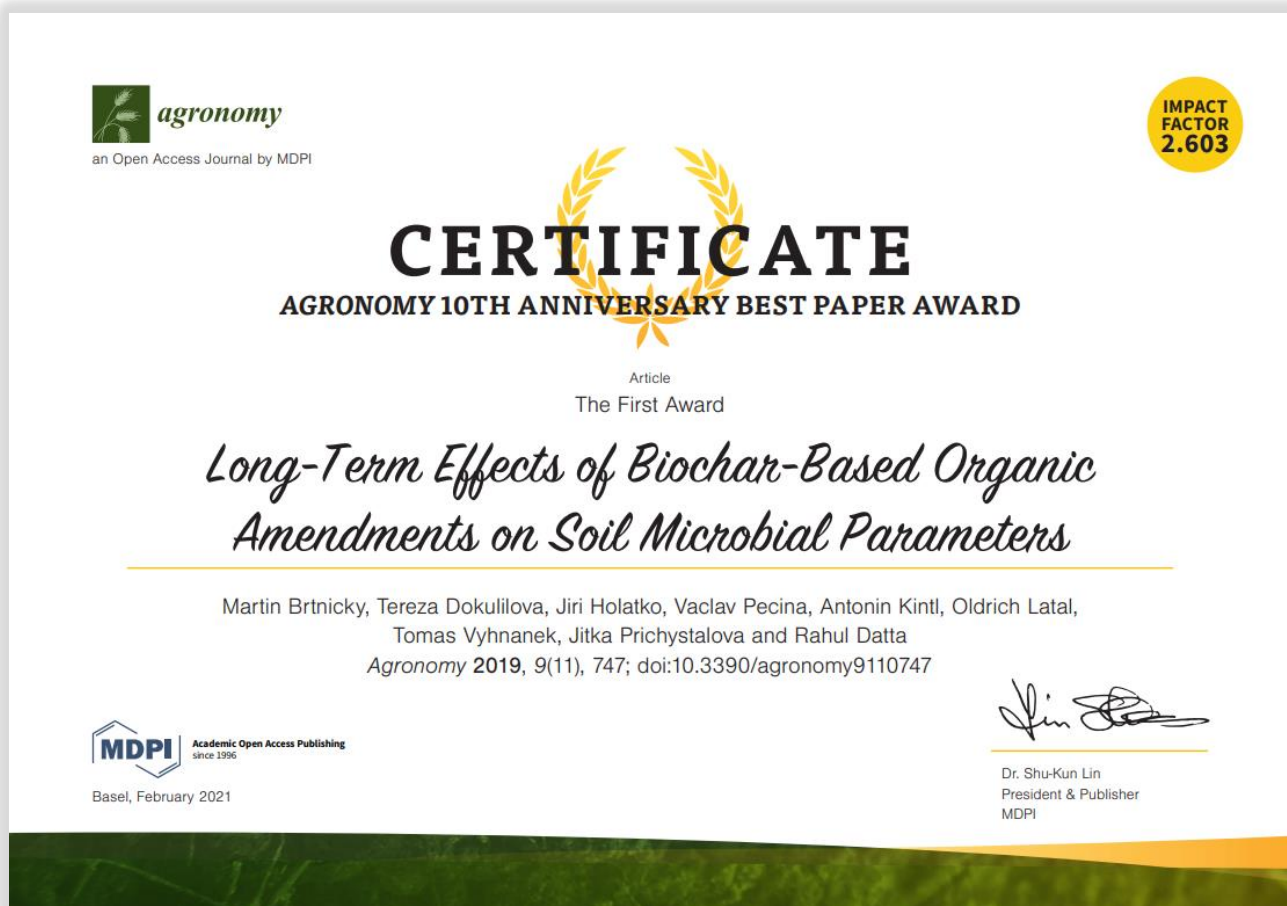 agronomy
an Open Access Journal by MDPI
IMPACT
FACTOR
2.603
CERTIFICATE
AGRONOMY 10TH ANNIVERSARY BEST PAPER AWARD
Article
The First Award
Long-Term Effects of Biochar-Based Organic
Amendments on Soil Microbial Parameters
Martin Brtnicky, Tereza Dokulilova, Jiri Holatko, Vaclav Pecina, Antonin Kintl, Oldrich Latal,
Tomas Vyhnanek, Jitka Prichystalova and Rahul Datta
Agronomy 2019, 9(11), 747; doi:10.3390/agronomy9110747
MDPI
Academic Open Access Publishing
since 1996
Basel, February 2021
Dr. Shu-Kun Lin
President & Publisher
MDPI